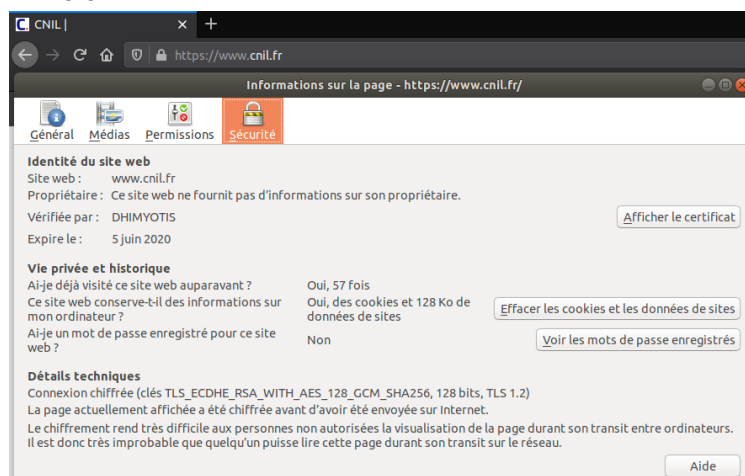 CNIL |
https://www.cnil.fr
Informations sur la page - https://www.cnil.fr/
Général Médias Permissions Sécurité
Identité du site web
Site web : www.cnil.fr
Propriétaire : Ce site web ne fournit pas d'informations sur son propriétaire.
Vérifiée par : DHIMYOTIS Afficher le certificat
Expire le : 5 juin 2020
Vie privée et historique
Ai-je déjà visité ce site web auparavant ? Oui, 57 fois
Ce site web conserve-t-il des informations sur mon ordinateur ? Oui, des cookies et 128 Ko de données de sites Effacer les cookies et les données de sites
Ai-je un mot de passe enregistré pour ce site web ? Non Voir les mots de passe enregistrés
Détails techniques
Connexion chiffrée (clés TLS_ECDHE_RSA_WITH_AES_128_GCM_SHA256, 128 bits, TLS 1.2)
La page actuellement affichée a été chiffrée avant d'avoir été envoyée sur Internet.
Le chiffrement rend très difficile aux personnes non autorisées la visualisation de la page durant son transit entre ordinateurs.
Il est donc très improbable que quelqu'un puisse lire cette page durant son transit sur le réseau.
Aide